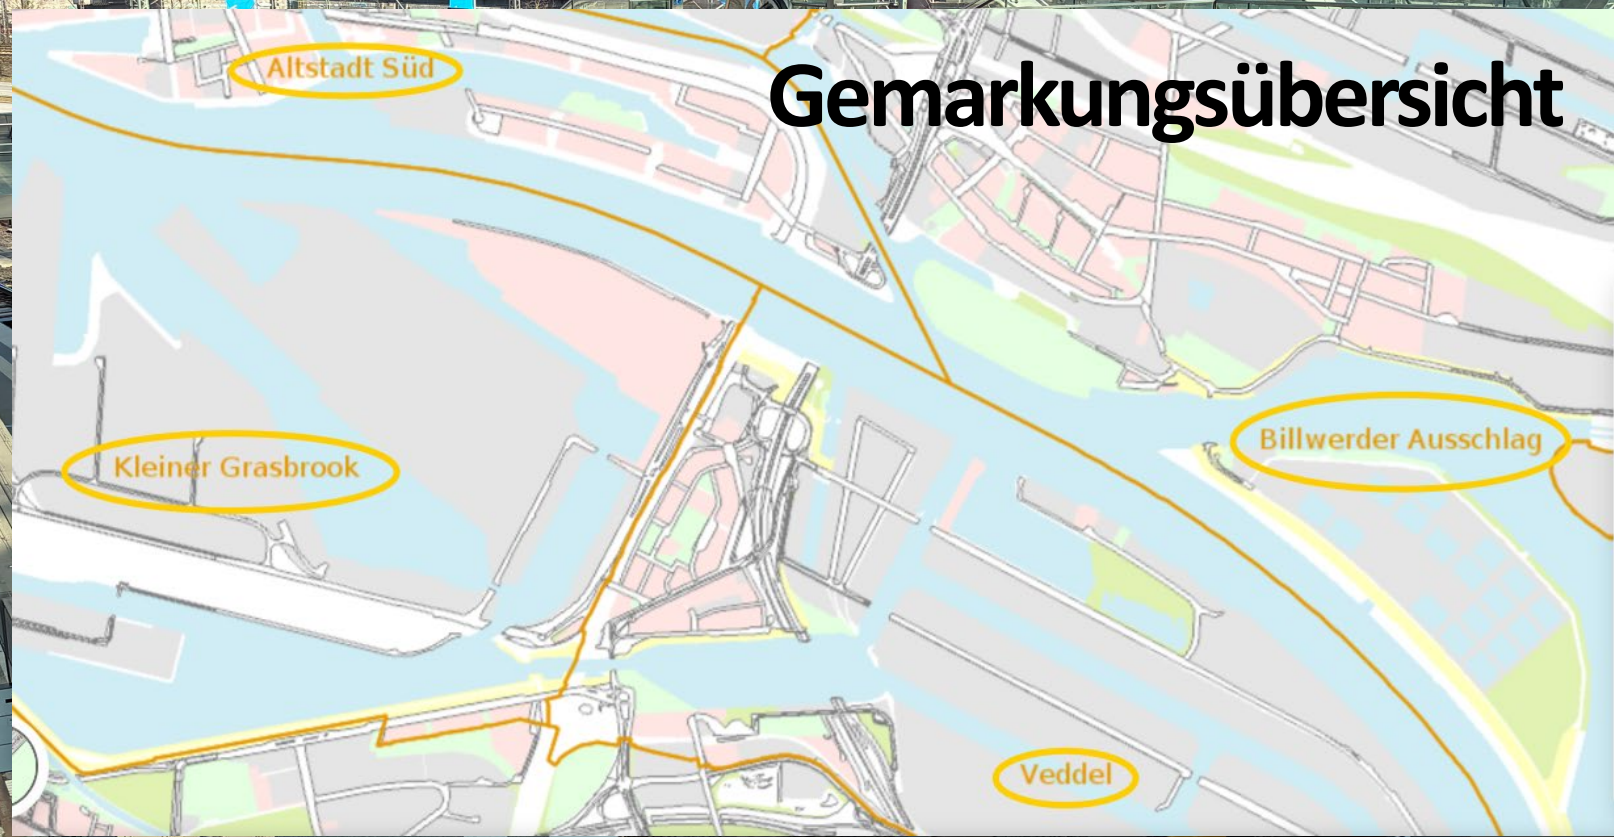 Altstadt Süd
Gemarkungsübersicht
Billwerder Ausschlag
Kleiner Grasbrook
Veddel